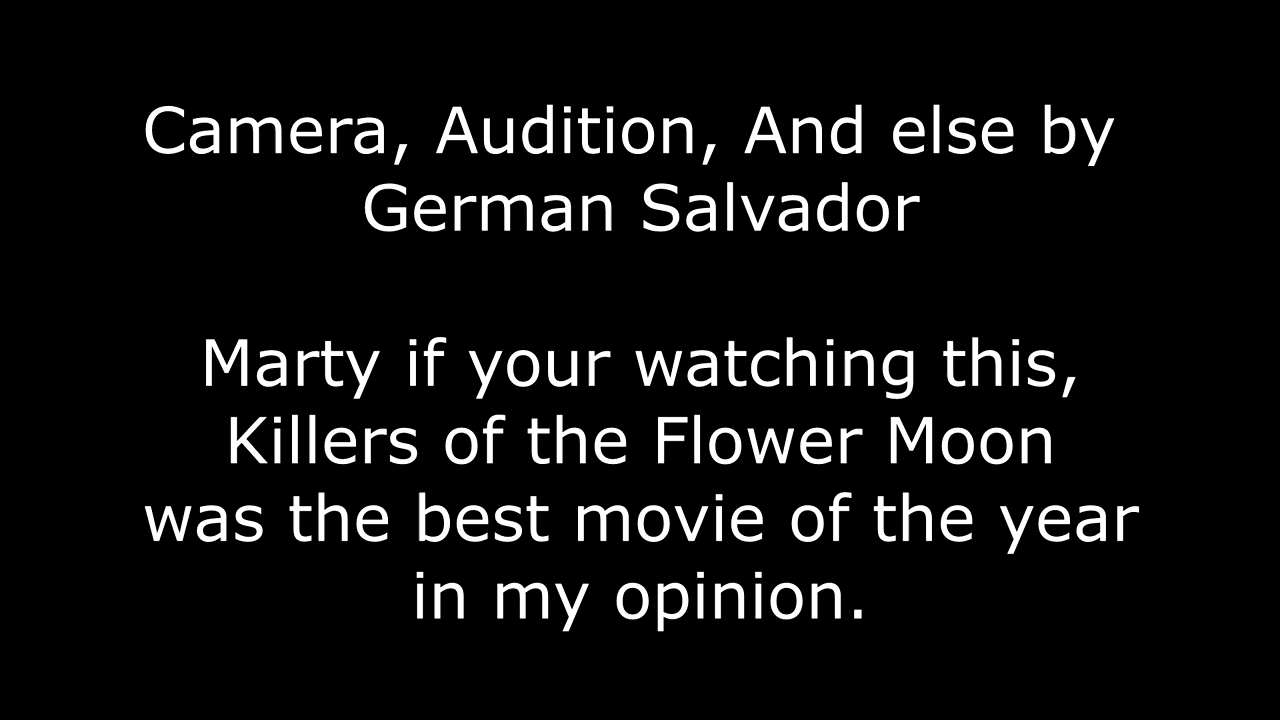 Camera, Audition, And else by
German Salvador
Marty if your watching this,
Killers of the Flower Moon
was the best movie of the year
in my opinion.